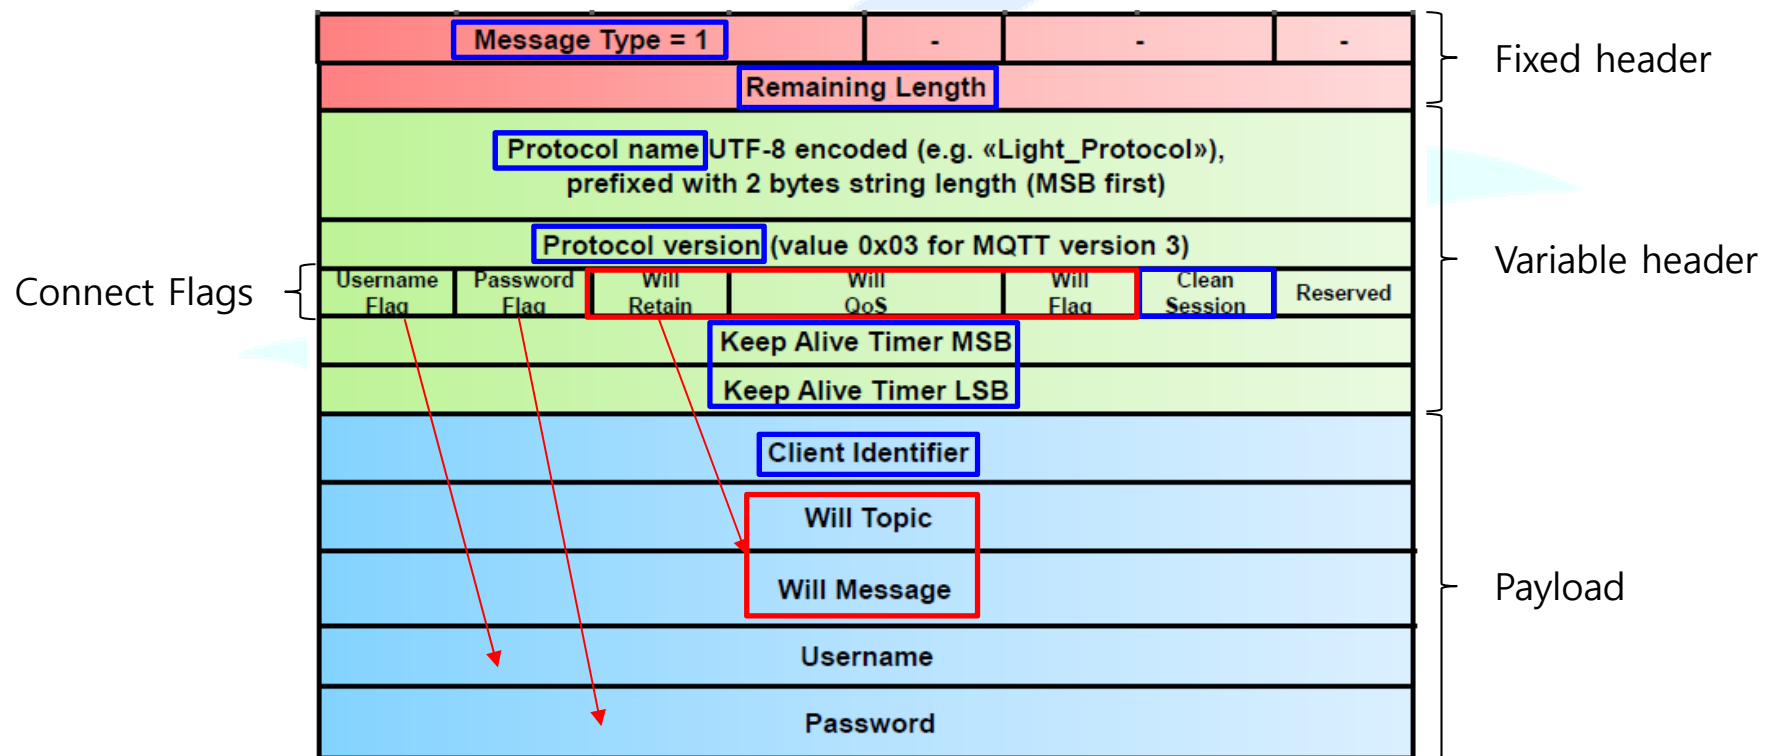 Message Type = 1
-
-
-
Fixed header
Remaining Length
Protocol name UTF-8 encoded (e.g. «Light_Protocol»),
prefixed with 2 bytes string length (MSB first)
Protocol version (value 0x03 for MQTT version 3)
Variable header
Connect Flags
Username
Flag
Password
Flag
Will
Retain
Will
QoS
Will
Flag
Clean
Session
Reserved
Keep Alive Timer MSB
Keep Alive Timer LSB
Client Identifier
Will Topic
Will Message
Payload
Username
Password